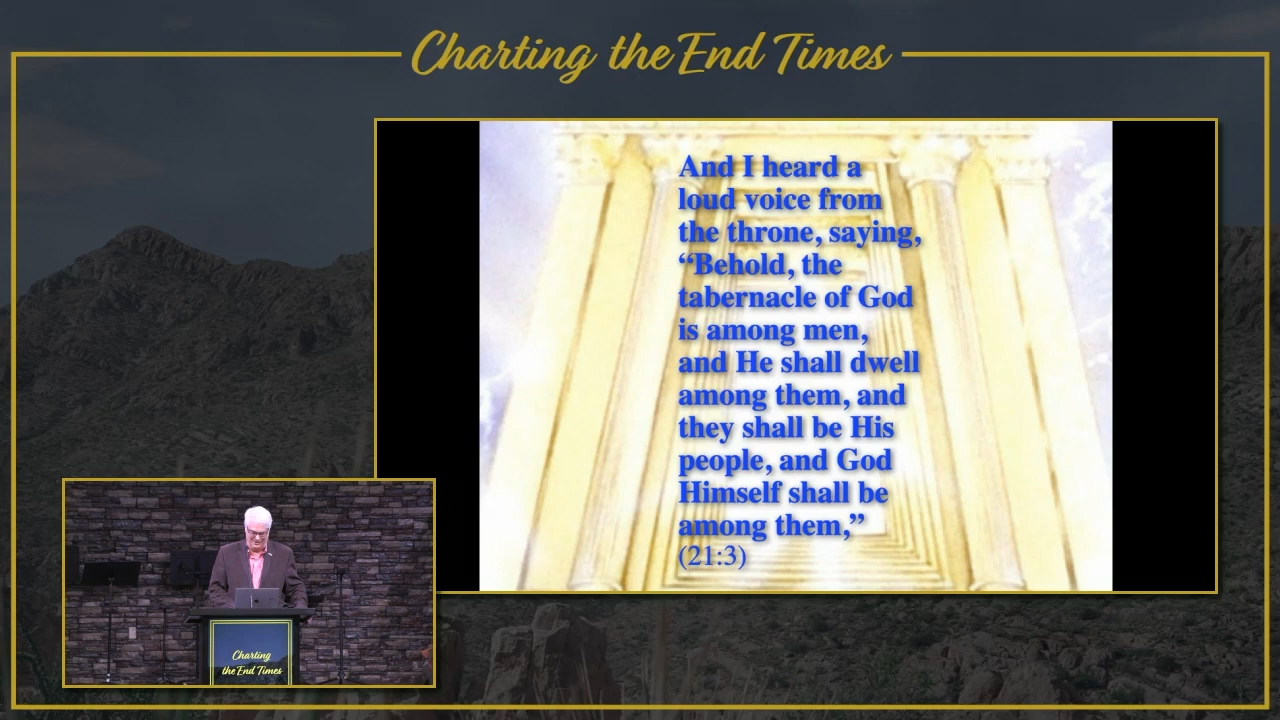 Charting the End Times
And I heard a
loud voice from
the throne, saying,
“Behold, the
tabernacle of God
is among men,
and He shall dwell
among them, and
they shall be His
people, and God
Himself shall be
among them,”
(21:3)
Charting
the End Times